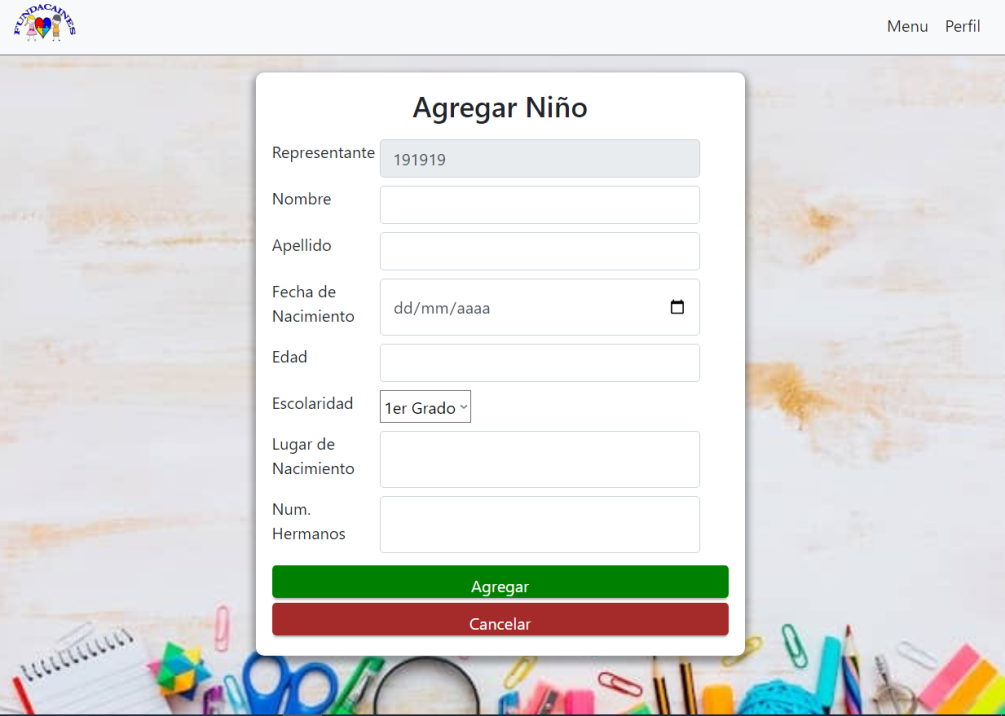 FUNDACAINES
Menu Perfil
Agregar Niño
Representante 191919
Nombre
Apellido
Fecha de
Nacimiento
dd/mm/aaaa
Edad
Escolaridad 1er Grado
Lugar de
Nacimiento
Num.
Hermanos
Agregar
Cancelar